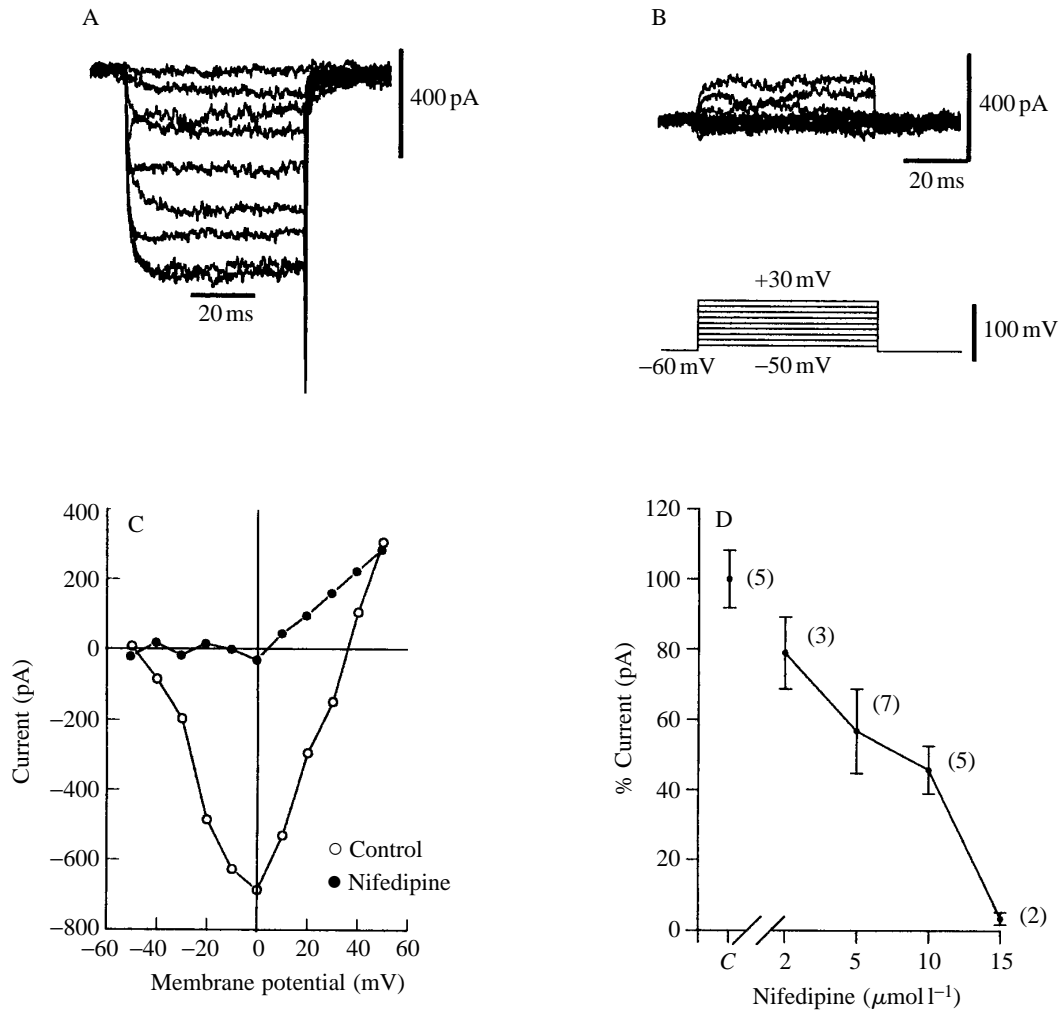 A
400 pA
20 ms
B
400 pA
20 ms
+30 mV
100 mV
−60 mV
−50 mV
C
400
200
0
−200
−400
−600
−800
−60
−40
−20
0
20
40
60
Current (pA)
Membrane potential (mV)
Control
Nifedipine
D
120
100
80
60
40
20
0
(5)
(3)
(7)
(5)
(2)
C
2
5
10
15
% Current (pA)
Nifedipine (μmol l⁻¹)